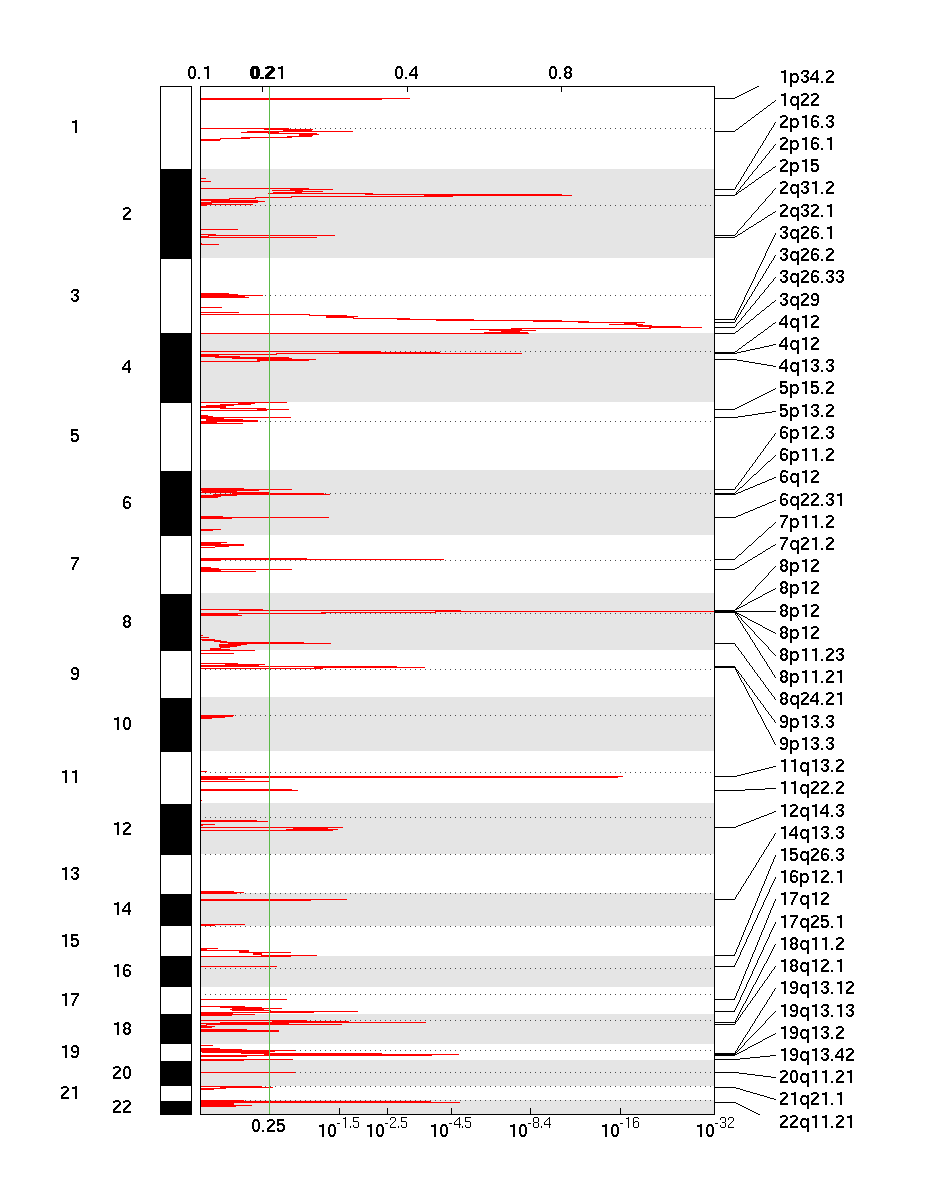 0.1 0.21 0.4 0.8
1
2
3
4
5
6
7
8
9
10
11
12
13
14
15
16
17
18
19
20
21
22
1p34.2
1q22
2p16.3
2p16.1
2p15
2q31.2
2q32.1
3q26.1
3q26.2
3q26.33
3q29
4q12
4q12
4q13.3
5p15.2
5p13.2
6p12.3
6p11.2
6q12
6q22.31
7p11.2
7q21.2
8p12
8p12
8p12
8p12
8p11.23
8p11.21
8q24.21
9p13.3
9p13.3
11q13.2
11q22.2
12q14.3
14q13.3
15q26.3
16p12.1
17q12
17q25.1
18q11.2
18q12.1
19q13.12
19q13.13
19q13.2
19q13.42
20q11.21
21q21.1
22q11.21
0.25 10^-1.5 10^-2.5 10^-4.5 10^-8.4 10^-16 10^-32